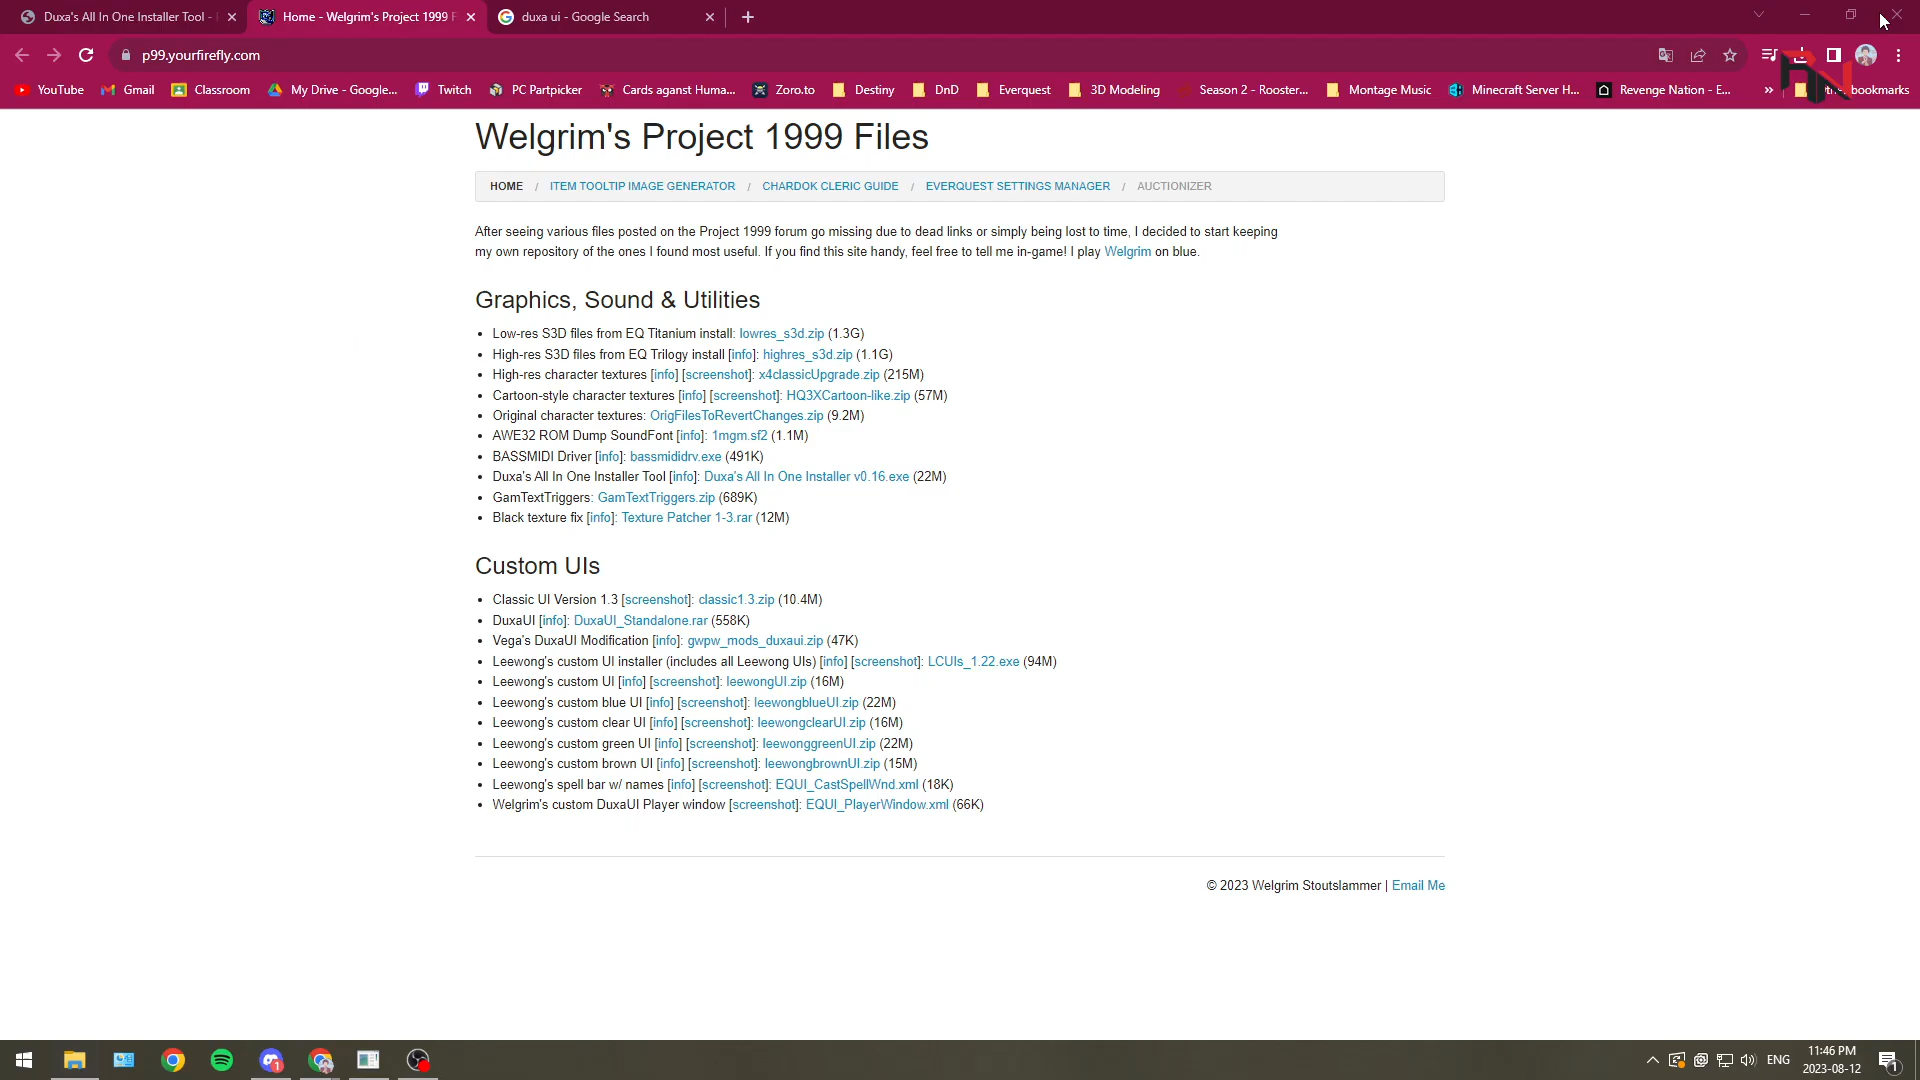 Duxa's All In One Installer Tool -
Home - Welgrim's Project 1999 F
duxa ui - Google Search
p99.yourfirefly.com
YouTube
Gmail
Classroom
My Drive - Google...
Twitch
PC Partpicker
Cards aganst Huma...
Zoro.to
Destiny
DnD
Everquest
3D Modeling
Season 2 - Rooster...
Montage Music
Minecraft Server H...
Revenge Nation - E...
»
bookmarks
Welgrim's Project 1999 Files
HOME / ITEM TOOLTIP IMAGE GENERATOR / CHARDOK CLERIC GUIDE / EVERQUEST SETTINGS MANAGER / AUCTIONIZER
After seeing various files posted on the Project 1999 forum go missing due to dead links or simply being lost to time, I decided to start keeping
my own repository of the ones I found most useful. If you find this site handy, feel free to tell me in-game! I play Welgrim on blue.
Graphics, Sound & Utilities
• Low-res S3D files from EQ Titanium install: lowres_s3d.zip (1.3G)
• High-res S3D files from EQ Trilogy install [info]: highres_s3d.zip (1.1G)
• High-res character textures [info] [screenshot]: x4classicUpgrade.zip (215M)
• Cartoon-style character textures [info] [screenshot]: HQ3XCartoon-like.zip (57M)
• Original character textures: OrigFilesToRevertChanges.zip (9.2M)
• AWE32 ROM Dump SoundFont [info]: 1mgm.sf2 (1.1M)
• BASSMIDI Driver [info]: bassmididrv.exe (491K)
• Duxa's All In One Installer Tool [info]: Duxa's All In One Installer v0.16.exe (22M)
• GamTextTriggers: GamTextTriggers.zip (689K)
• Black texture fix [info]: Texture Patcher 1-3.rar (12M)
Custom UIs
• Classic UI Version 1.3 [screenshot]: classic1.3.zip (10.4M)
• DuxaUI [info]: DuxaUI_Standalone.rar (558K)
• Vega's DuxaUI Modification [info]: gwpw_mods_duxaui.zip (47K)
• Leewong's custom UI installer (includes all Leewong UIs) [info] [screenshot]: LCUIs_1.22.exe (94M)
• Leewong's custom UI [info] [screenshot]: leewongUI.zip (16M)
• Leewong's custom blue UI [info] [screenshot]: leewongblueUI.zip (22M)
• Leewong's custom clear UI [info] [screenshot]: leewongclearUI.zip (16M)
• Leewong's custom green UI [info] [screenshot]: leewonggreenUI.zip (22M)
• Leewong's custom brown UI [info] [screenshot]: leewongbrownUI.zip (15M)
• Leewong's spell bar w/ names [info] [screenshot]: EQUI_CastSpellWnd.xml (18K)
• Welgrim's custom DuxaUI Player window [screenshot]: EQUI_PlayerWindow.xml (66K)
© 2023 Welgrim Stoutslammer | Email Me
ENG
11:46 PM
2023-08-12